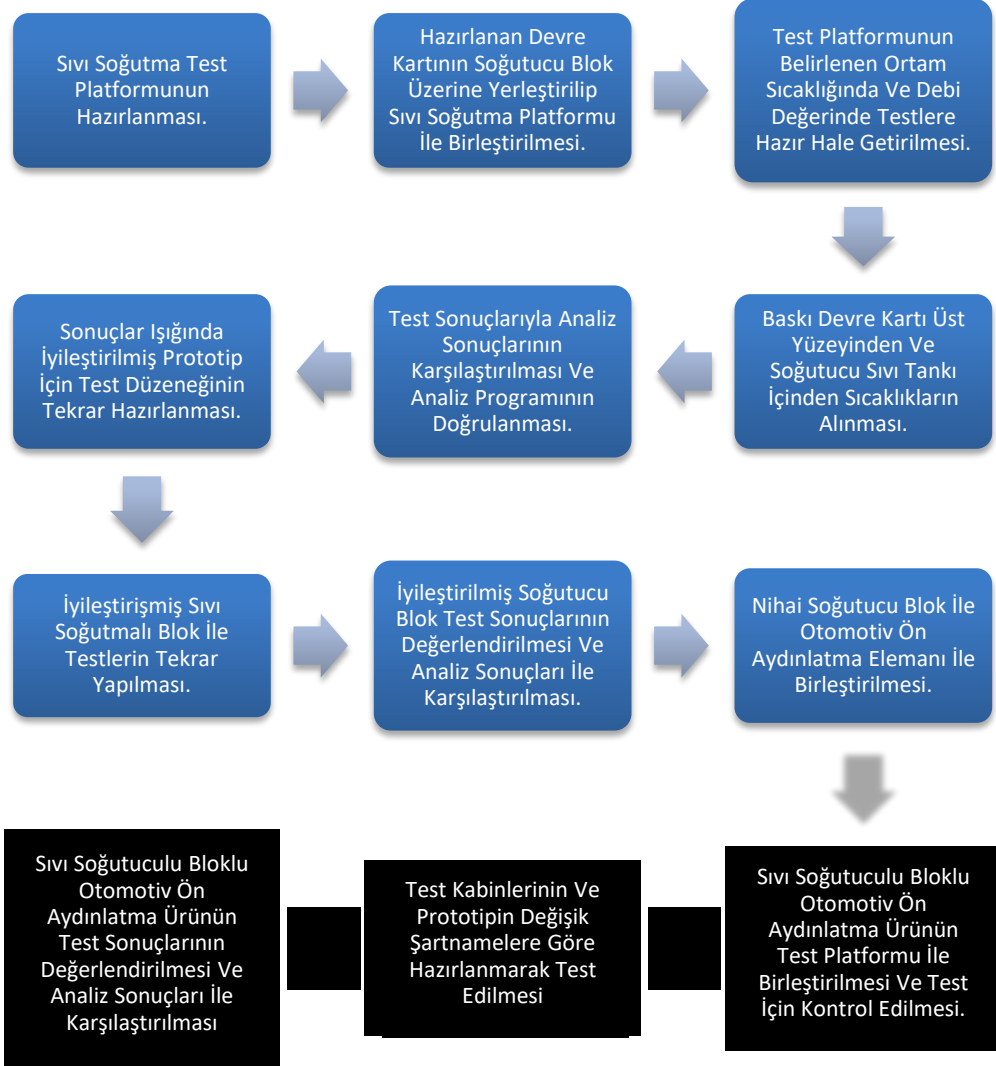 Sıvı Soğutma Test
Platformunun
Hazırlanması.
Hazırlanan Devre
Kartının Soğutucu Blok
Üzerine Yerleştirilip
Sıvı Soğutma Platformu
İle Birleştirilmesi.
Test Platformunun
Belirlenen Ortam
Sıcaklığında Ve Debi
Değerinde Testlere
Hazır Hale Getirilmesi.
Baskı Devre Kartı Üst
Yüzeyinden Ve
Soğutucu Sıvı Tankı
İçinden Sıcaklıkların
Alınması.
Test Sonuçlarıyla Analiz
Sonuçlarının
Karşılaştırılması Ve
Analiz Programının
Doğrulanması.
Sonuçlar Işığında
İyileştirilmiş Prototip
İçin Test Düzeneğinin
Tekrar Hazırlanması.
İyileştirişmiş Sıvı
Soğutmalı Blok İle
Testlerin Tekrar
Yapılması.
İyileştirilmiş Soğutucu
Blok Test Sonuçlarının
Değerlendirilmesi Ve
Analiz Sonuçları İle
Karşılaştırılması.
Nihai Soğutucu Blok İle
Otomotiv Ön
Aydınlatma Elemanı İle
Birleştirilmesi.
Sıvı Soğutuculu Bloklu
Otomotiv Ön
Aydınlatma Ürünün
Test Platformu İle
Birleştirilmesi Ve Test
İçin Kontrol Edilmesi.
Test Kabinlerinin Ve
Prototipin Değişik
Şartnamelere Göre
Hazırlanmarak Test
Edilmesi
Sıvı Soğutuculu Bloklu
Otomotiv Ön
Aydınlatma Ürünün
Test Sonuçlarının
Değerlendirilmesi Ve
Analiz Sonuçları İle
Karşılaştırılması